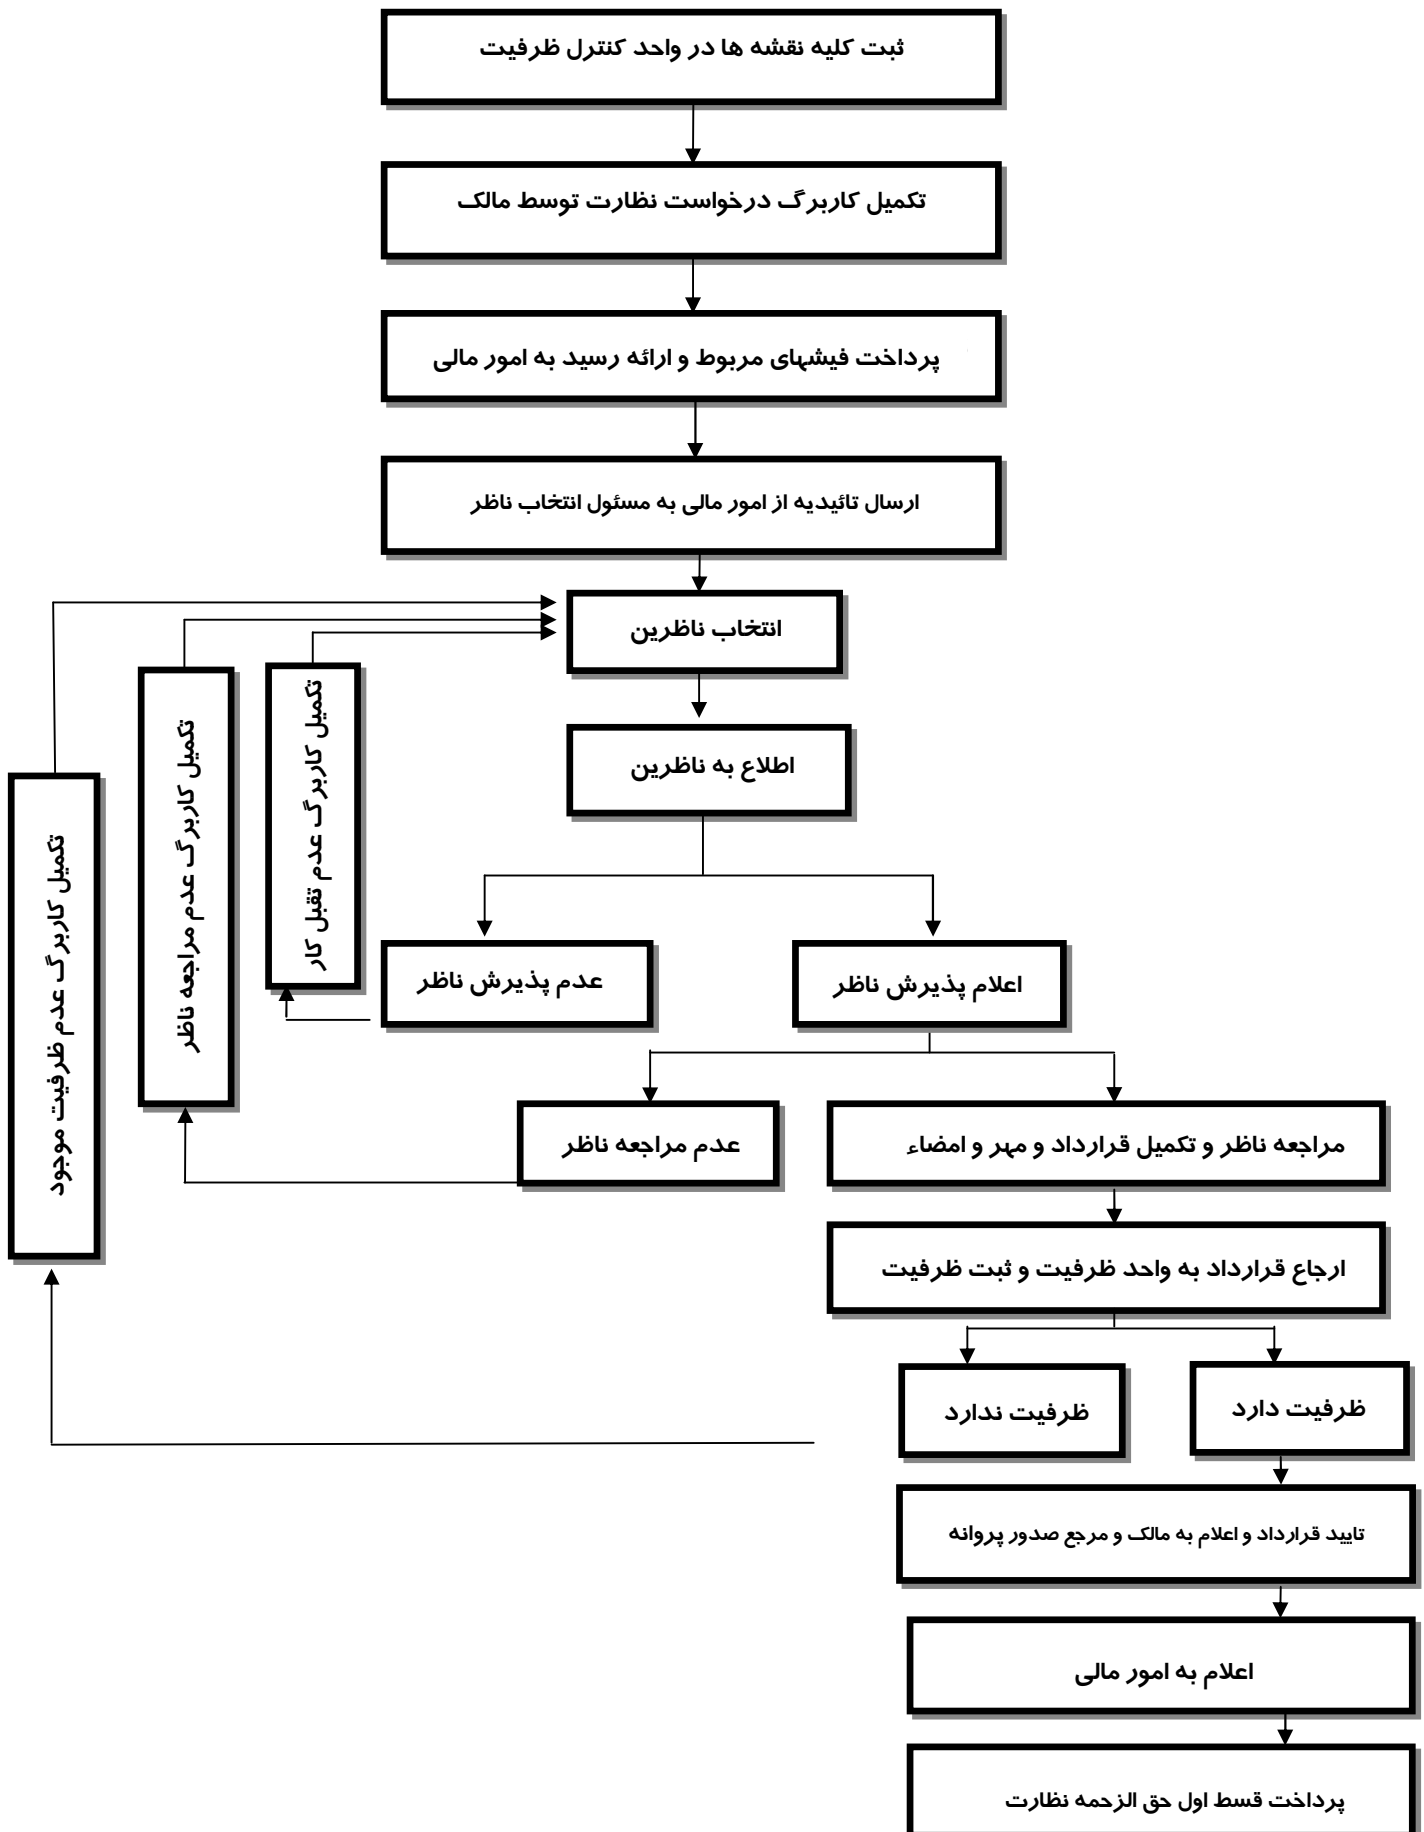 ثبت کلیه نقشه ها در واحد کنترل ظرفیت
تکمیل کاربرگ درخواست نظارت توسط مالک
پرداخت فیشهای مربوط و ارائه رسید به امور مالی
ارسال تائیدیه از امور مالی به مسئول انتخاب ناظر
انتخاب ناظرین
اطلاع به ناظرین
تکمیل کاربرگ عدم تقبل کار
تکمیل کاربرگ عدم مراجعه ناظر
تکمیل کاربرگ عدم ظرفیت موجود
اعلام پذیرش ناظر
عدم پذیرش ناظر
مراجعه ناظر و تکمیل قرارداد و مهر و امضاء
عدم مراجعه ناظر
ارجاع قرارداد به واحد ظرفیت و ثبت ظرفیت
ظرفیت دارد
ظرفیت ندارد
تایید قرارداد و اعلام به مالک و مرجع صدور پروانه
اعلام به امور مالی
پرداخت قسط اول حق الزحمه نظارت